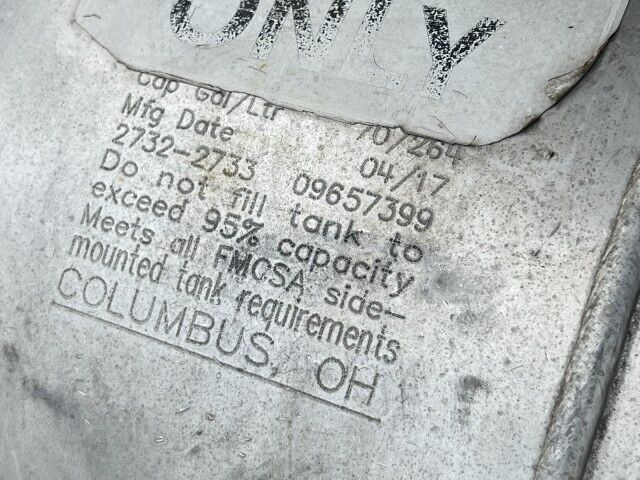 ONLY
Cap Gal/Ltr 70/264
Mfg Date 04/17
2732-2733 09657399
Do not fill tank to
exceed 95% capacity
Meets all FMCSA side-
mounted tank requirements
COLUMBUS, OH